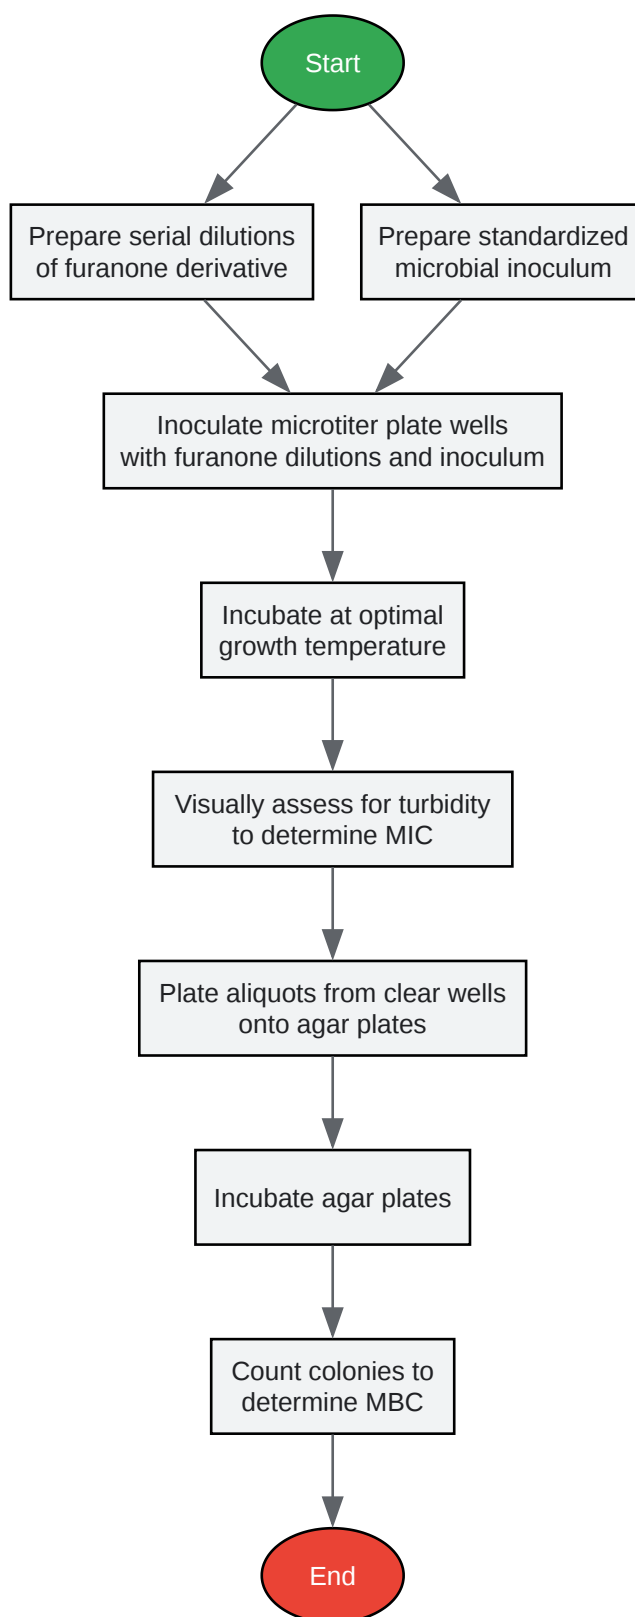 Start
Prepare serial dilutions
of furanone derivative
Prepare standardized
microbial inoculum
Inoculate microtiter plate wells
with furanone dilutions and inoculum
Incubate at optimal
growth temperature
Visually assess for turbidity
to determine MIC
Plate aliquots from clear wells
onto agar plates
Incubate agar plates
Count colonies to
determine MBC
End